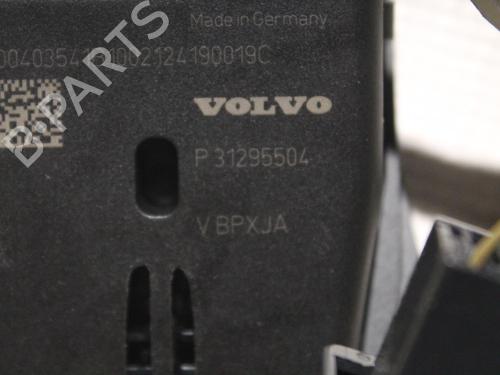 Made in Germany
VOLVO
P 31295504
V BPXJA
B-PARTS